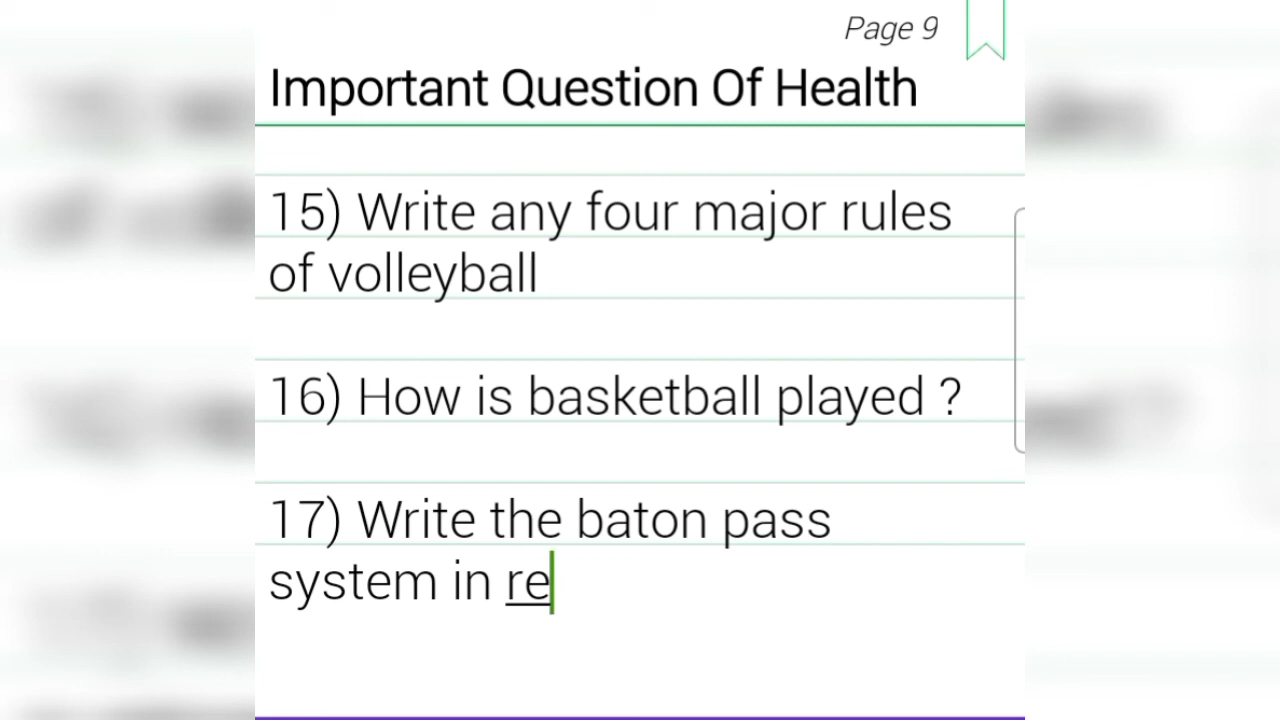 Page 9
Important Question Of Health
15) Write any four major rules
of volleyball
16) How is basketball played ?
17) Write the baton pass
system in re